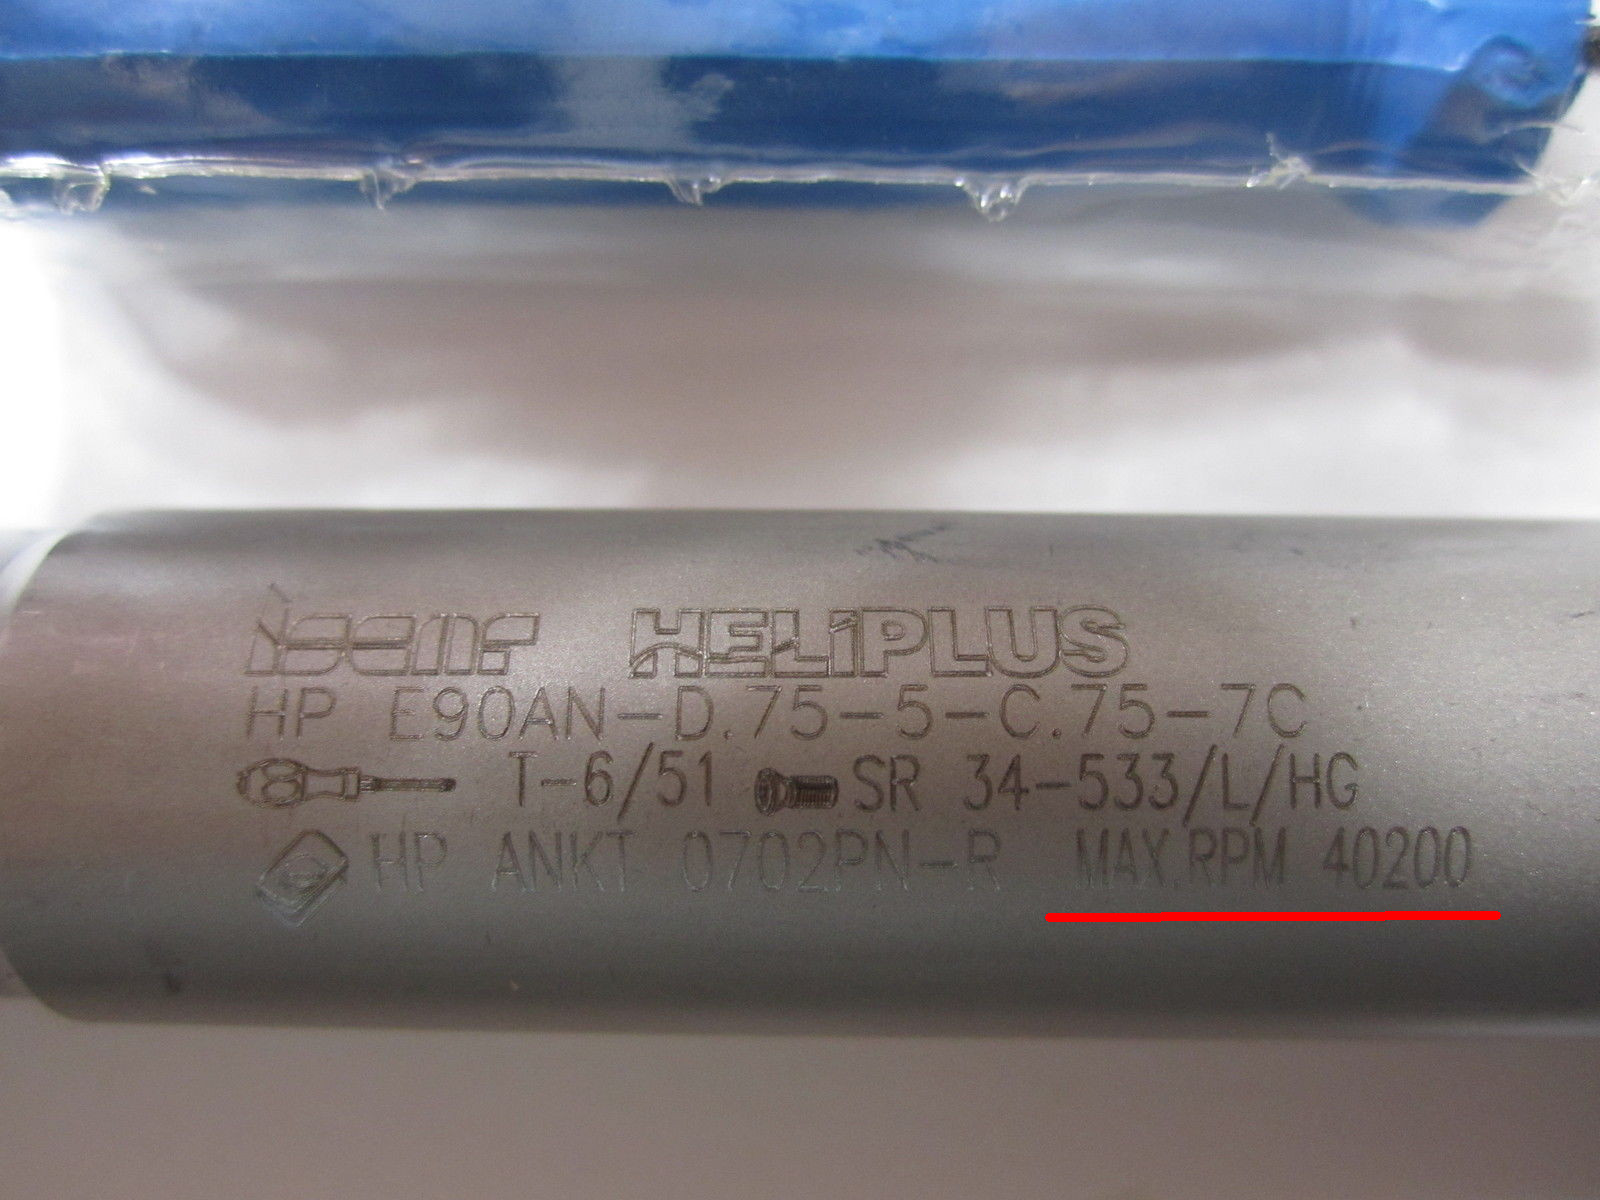 ISCAR HELIPLUS
HP E90AN-D.75-5-C.75-7C
T-6/51 SR 34-533/L/HG
HP ANKT 0702PN-R MAX.RPM 40200